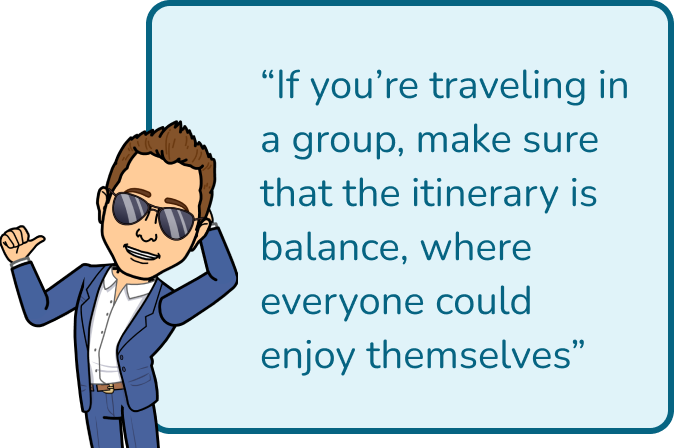 “If you’re traveling in
a group, make sure
that the itinerary is
balance, where
everyone could
enjoy themselves”